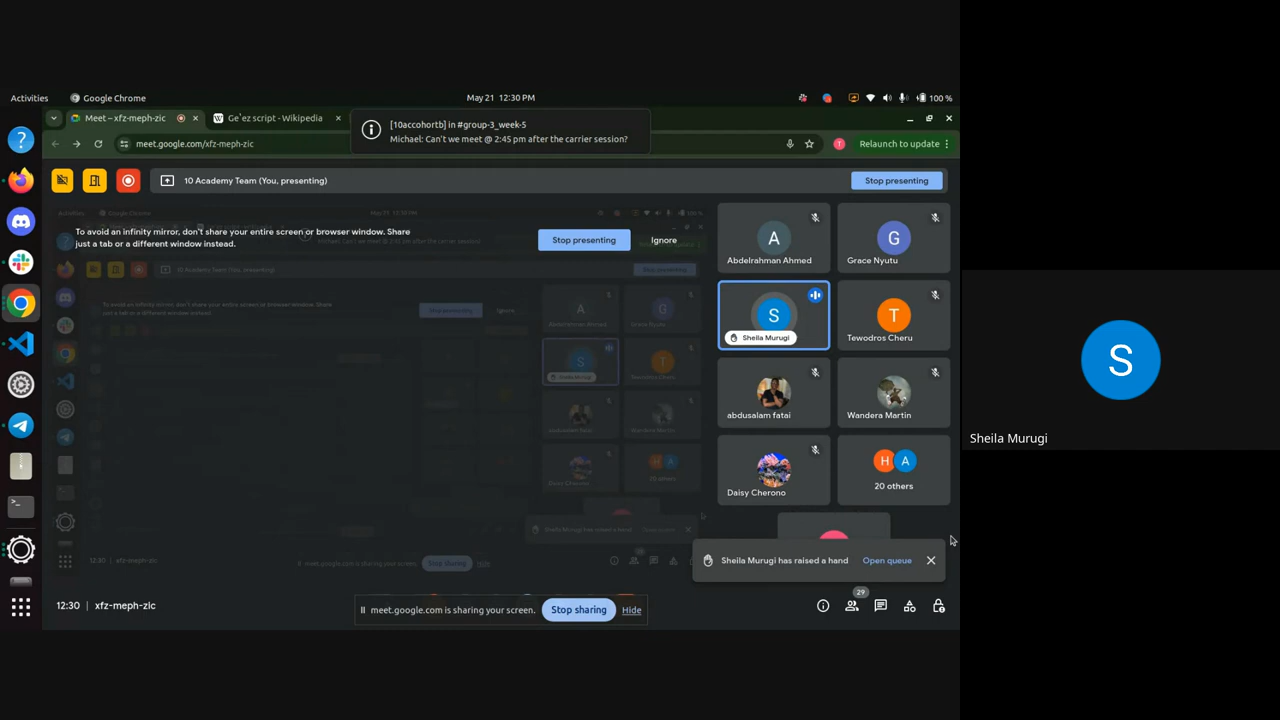 Activities
Google Chrome
May 21 12:30 PM
100 %
Meet – xfz-meph-zic
W Ge'ez script - Wikipedia
[10accohortb] in #group-3_week-5
Michael: Can't we meet @ 2:45 pm after the carrier session?
meet.google.com/xfz-meph-zic
T
Relaunch to update
10 Academy Team (You, presenting)
Stop presenting
To avoid an infinity mirror, don't share your entire screen or browser window. Share
just a tab or a different window instead.
Stop presenting
Ignore
A
Abdelrahman Ahmed
G
Grace Nyutu
S
Sheila Murugi
T
Tewodros Cheru
abdusalam fatai
Wandera Martin
Daisy Cherono
H A
20 others
Sheila Murugi has raised a hand
Open queue
12:30
xfz-meph-zic
meet.google.com is sharing your screen.
Stop sharing
Hide
29
S
Sheila Murugi